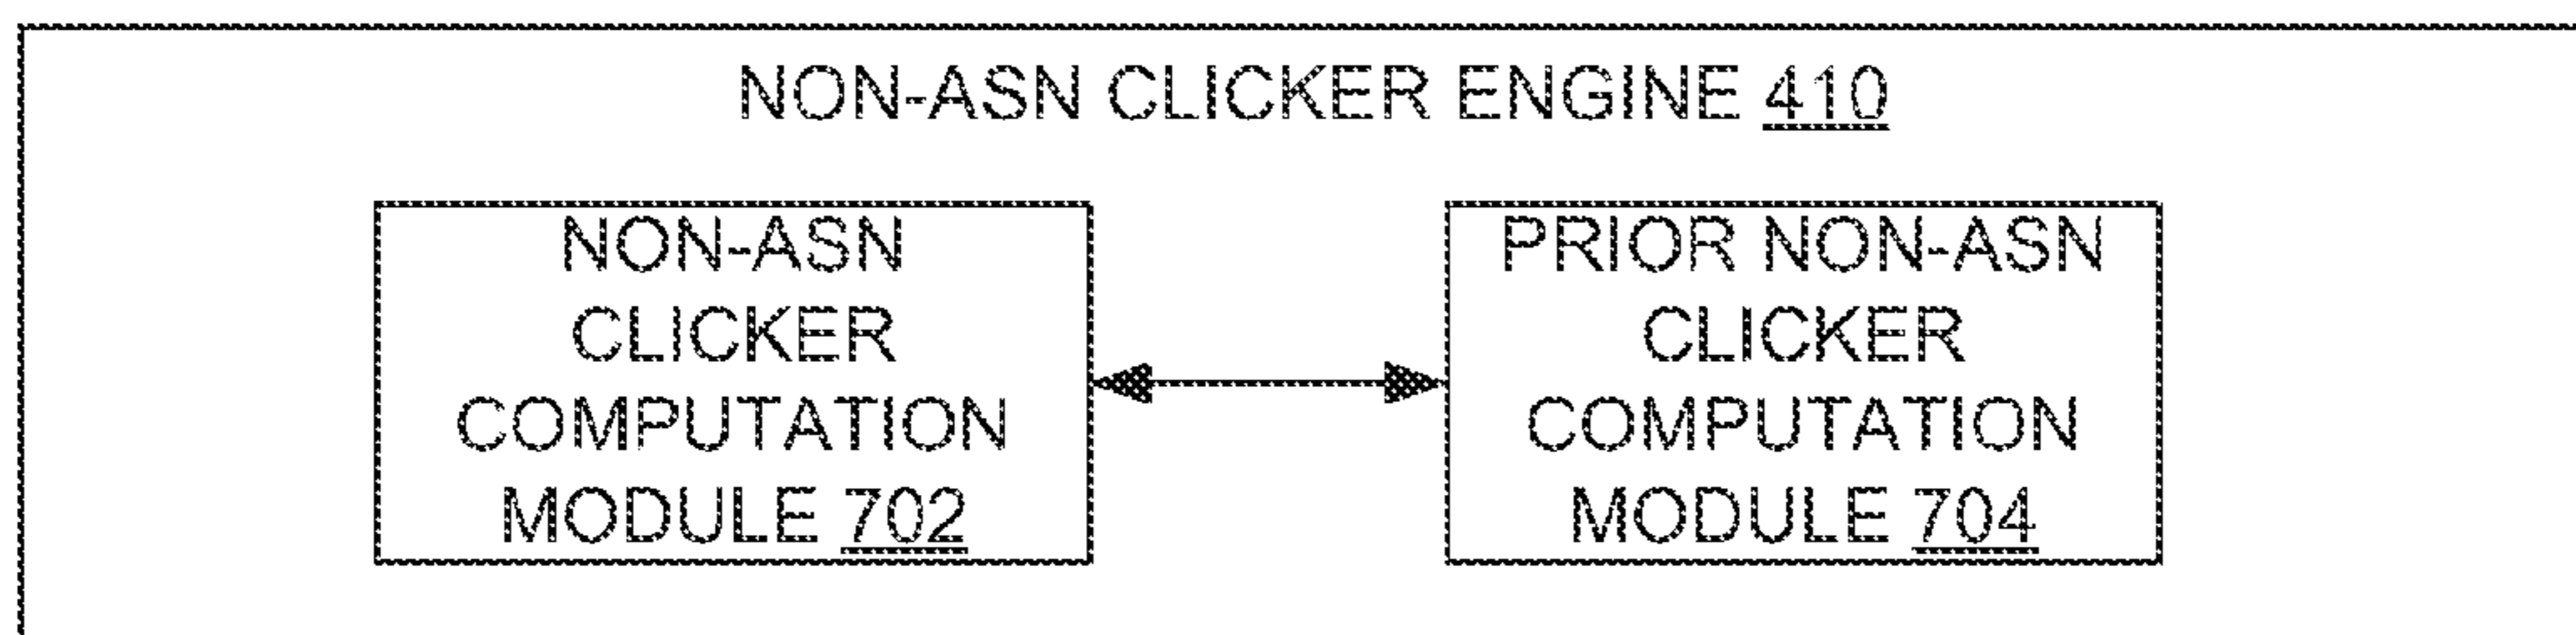 NON-ASN CLICKER ENGINE 410
NON-ASN
CLICKER
COMPUTATION
MODULE 702
PRIOR NON-ASN
CLICKER
COMPUTATION
MODULE 704